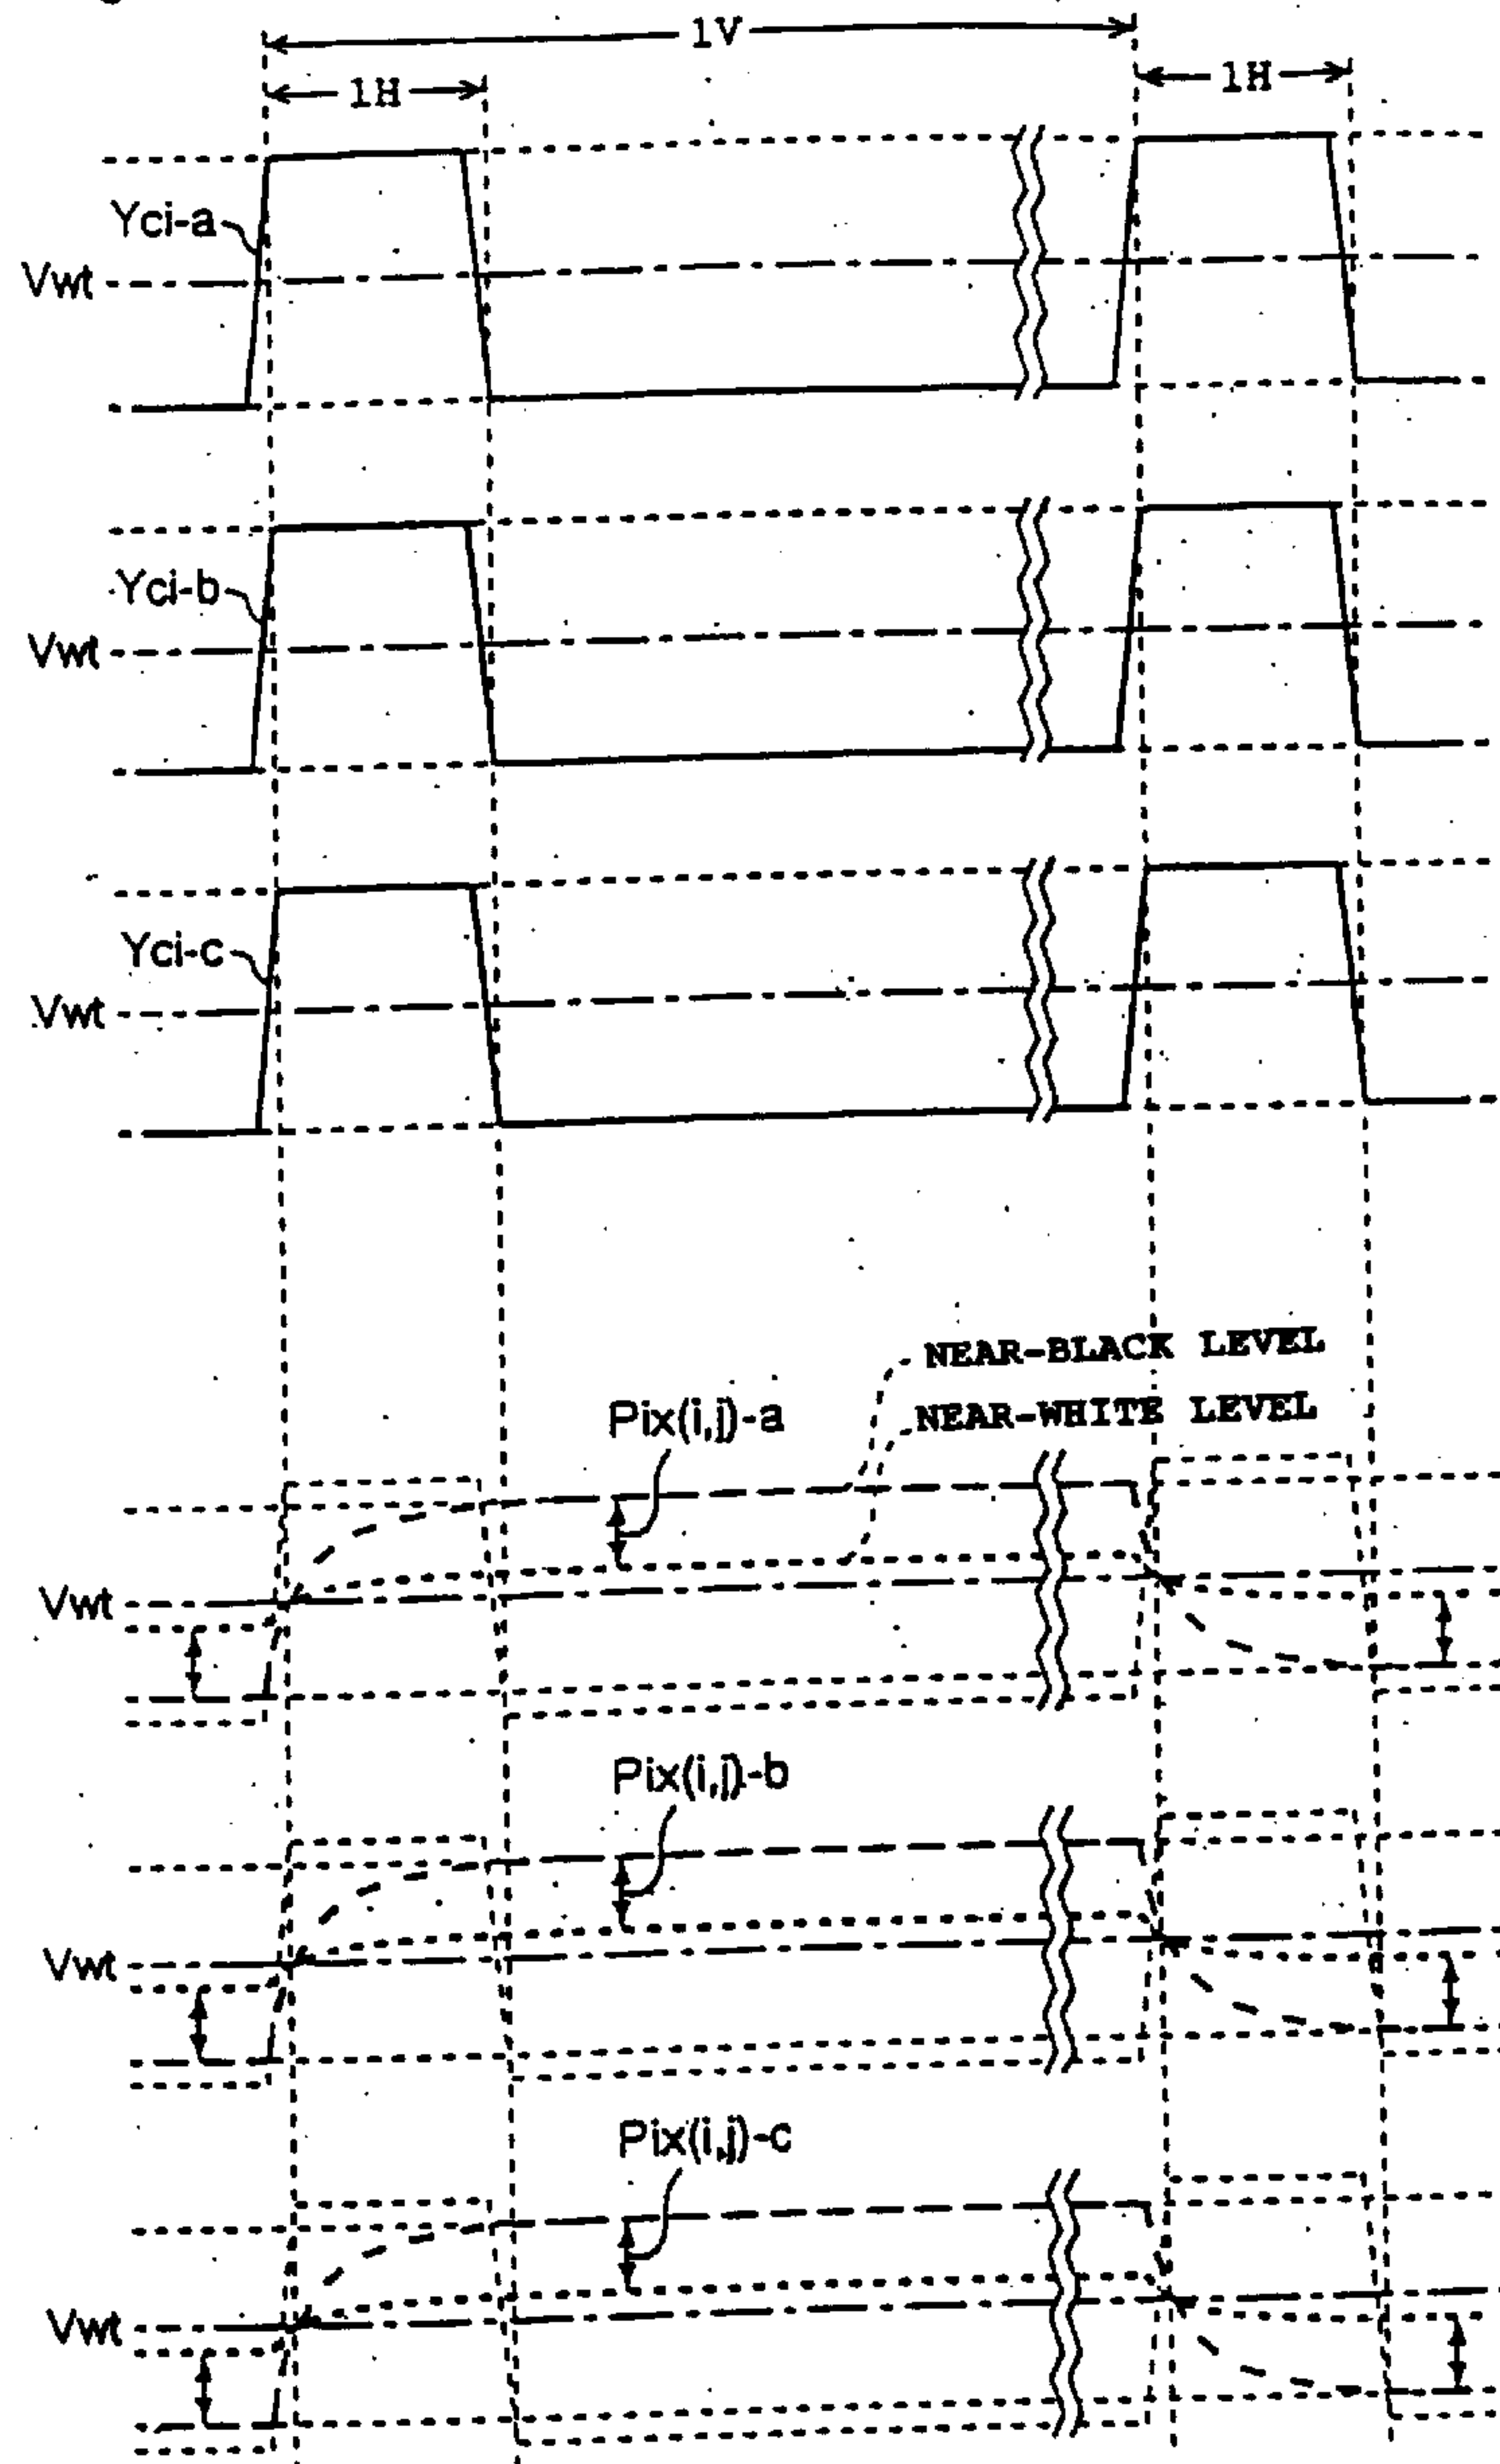 1V
1H
1H
Yci-a
Vwt
Yci-b
Vwt
Yci-c
Vwt
NEAR-BLACK LEVEL
Pix(i,j)-a
NEAR-WHITE LEVEL
Vwt
Pix(i,j)-b
Vwt
Pix(i,j)-c
Vwt